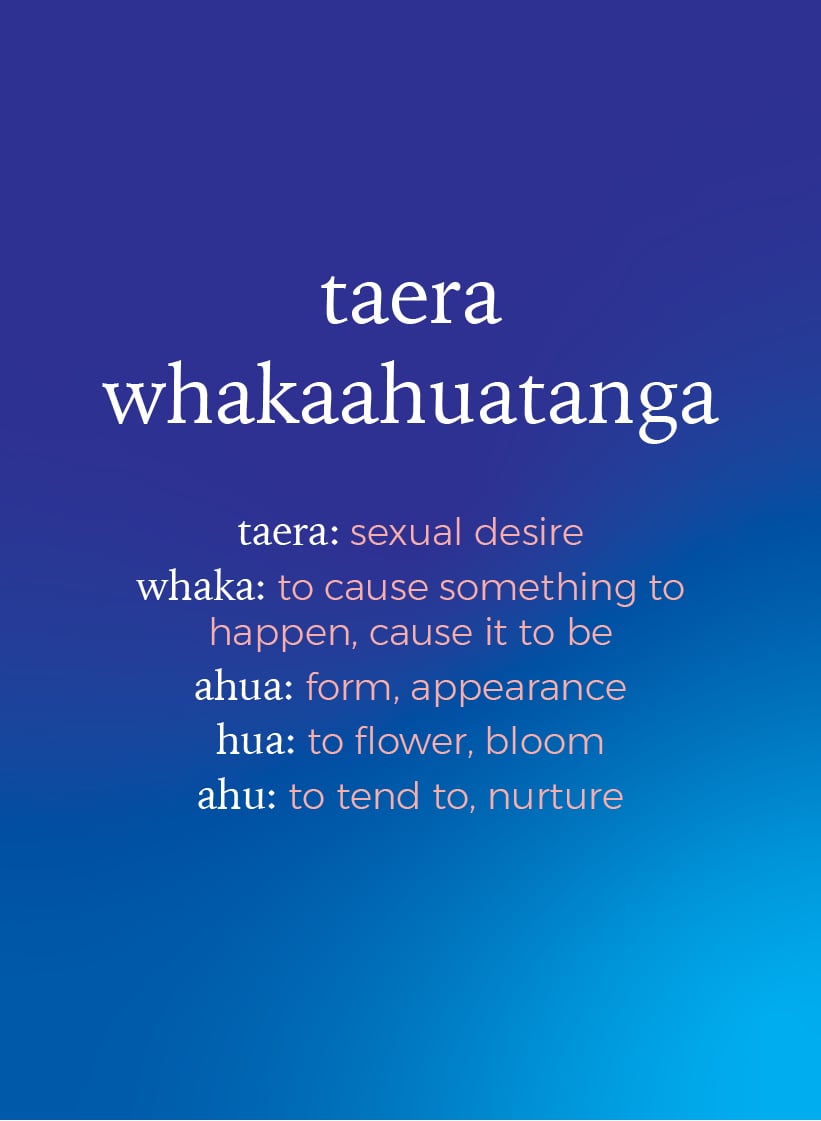 taera
whakaahuatanga
taera: sexual desire
whaka: to cause something to
happen, cause it to be
ahua: form, appearance
hua: to flower, bloom
ahu: to tend to, nurture